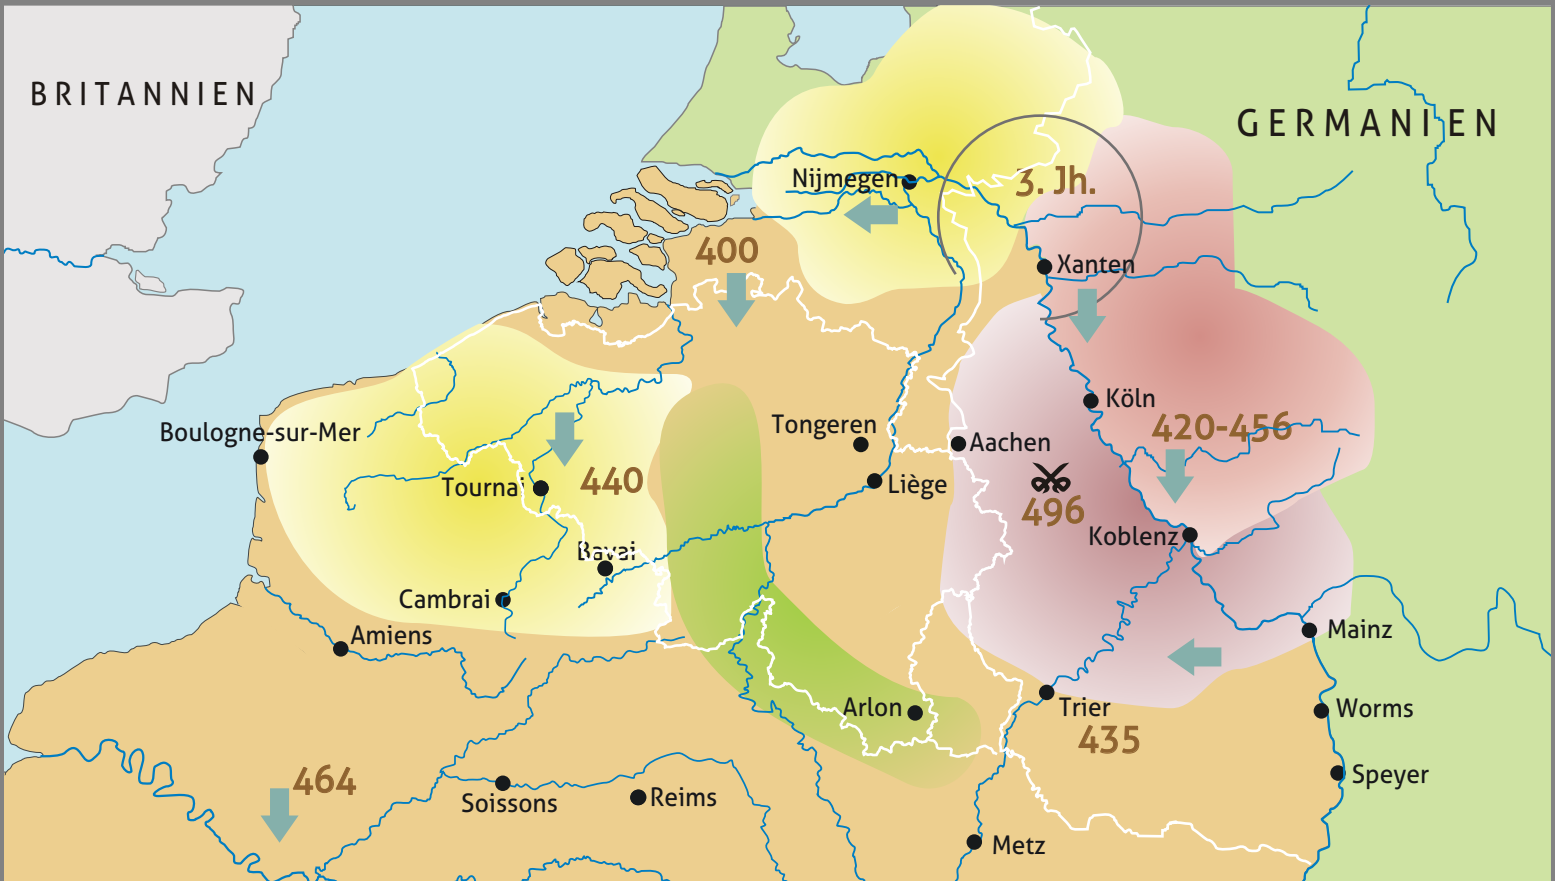 BRITANNIEN
GERMANIEN
Nijmegen
3. Jh.
400
Xanten
Köln
420-456
Tongeren
Aachen
Boulogne-sur-Mer
Liège
Tournai
440
496
Koblenz
Bavai
Cambrai
Amiens
Mainz
Arlon
Trier
Worms
435
464
Speyer
Soissons
Reims
Metz